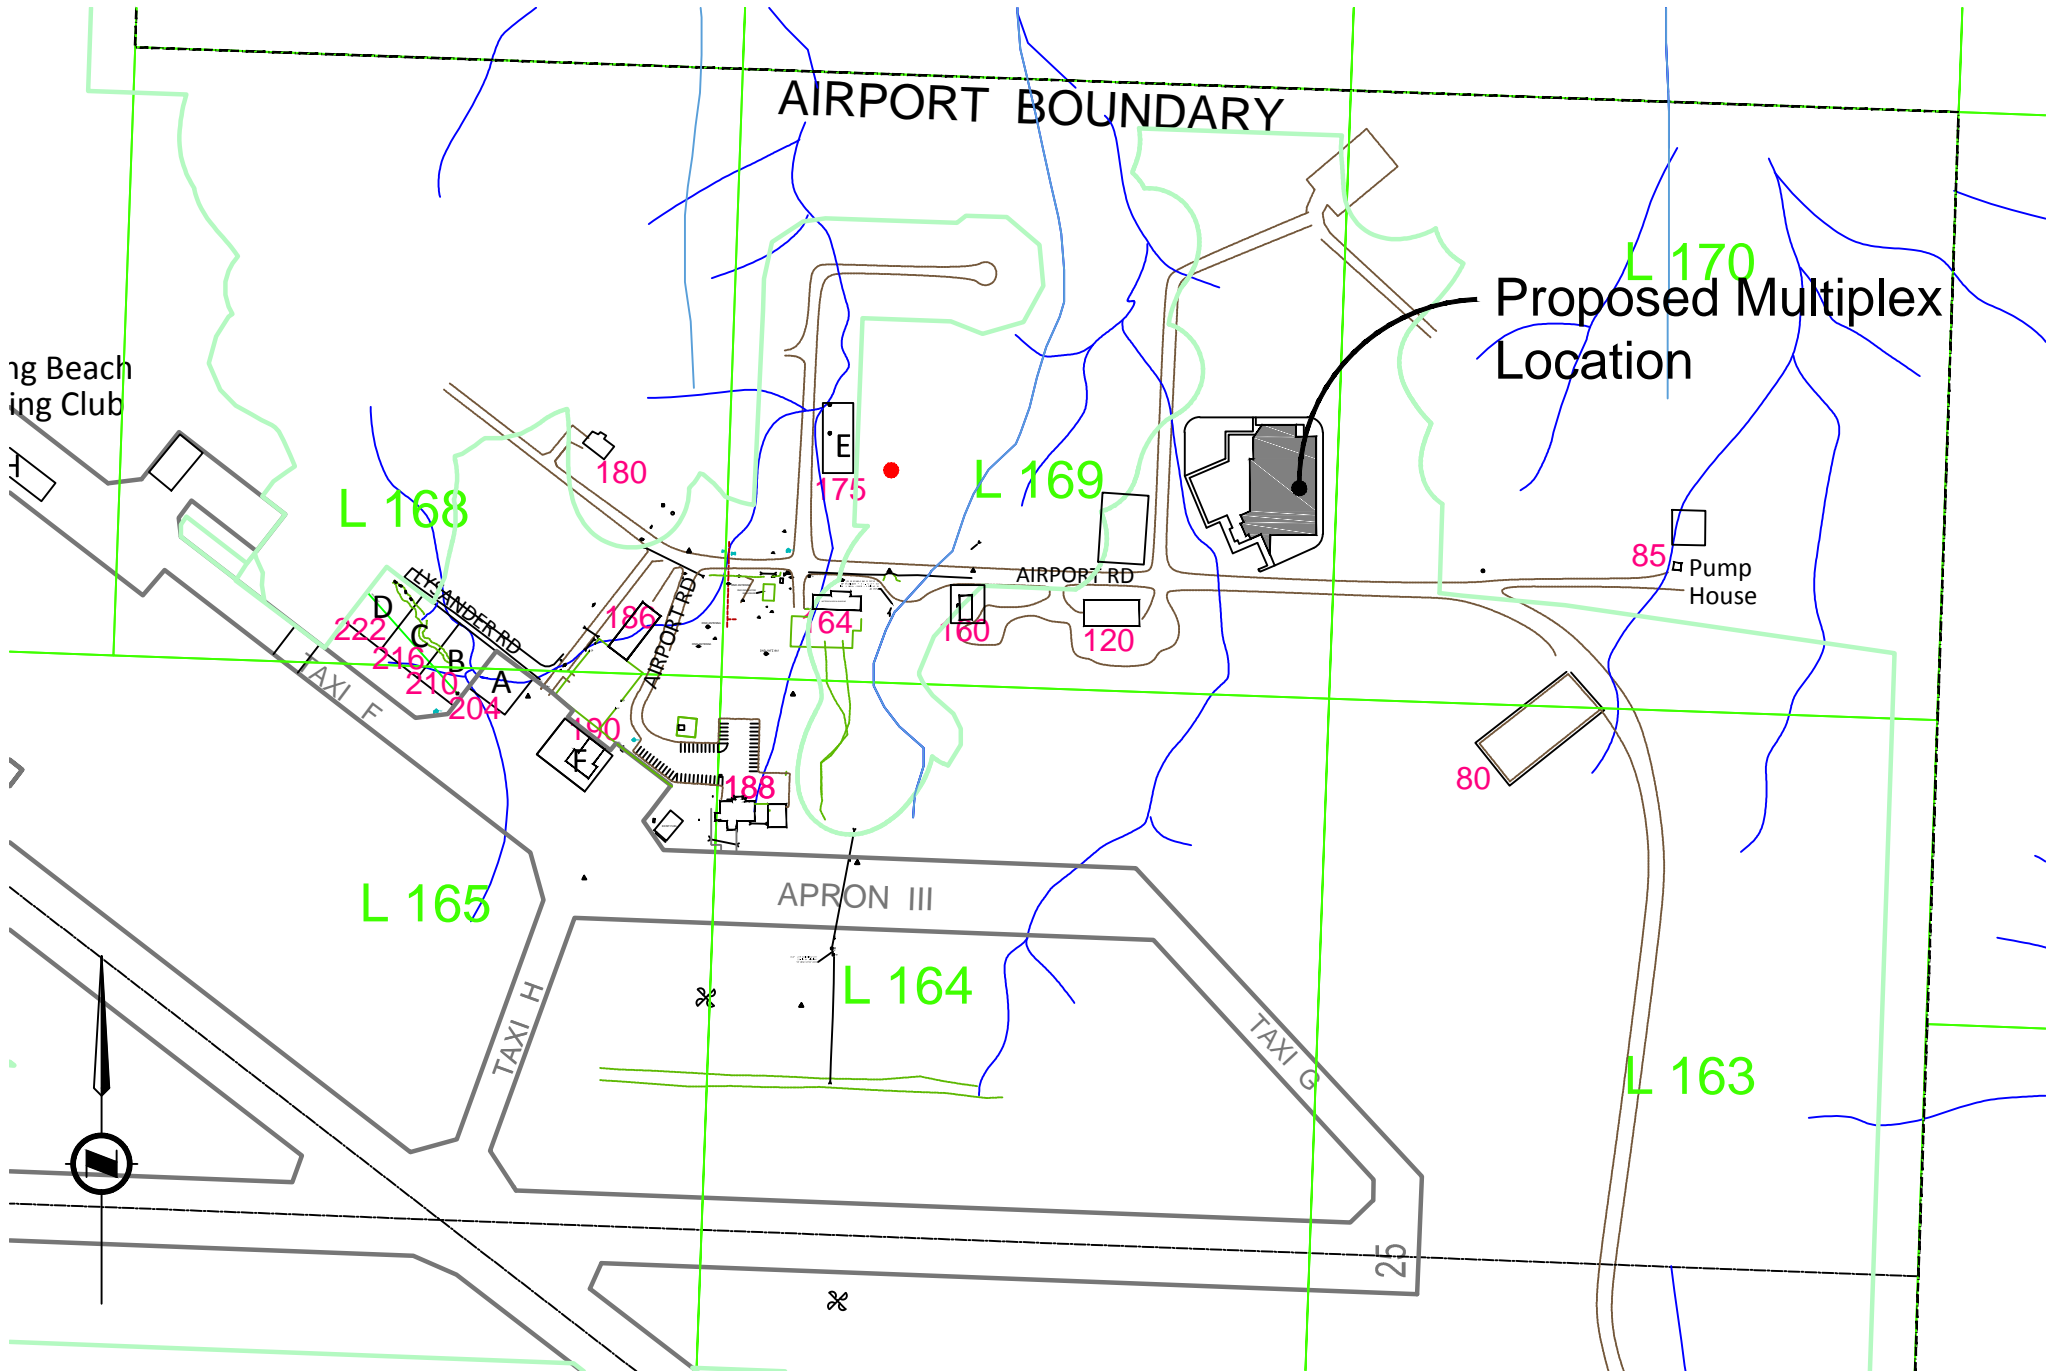 AIRPORT BOUNDARY
L 170
Proposed Multiplex
Location
ng Beach
ing Club
H
180
E
175
L 169
L 168
85
Pump
House
AIRPORT RD
LYSANDER RD
D
222
C
216
B
210
A
204
186
AIRPORT RD
164
160
120
TAXI F
190
F
188
80
L 165
APRON III
L 164
TAXI H
TAXI G
L 163
N
25